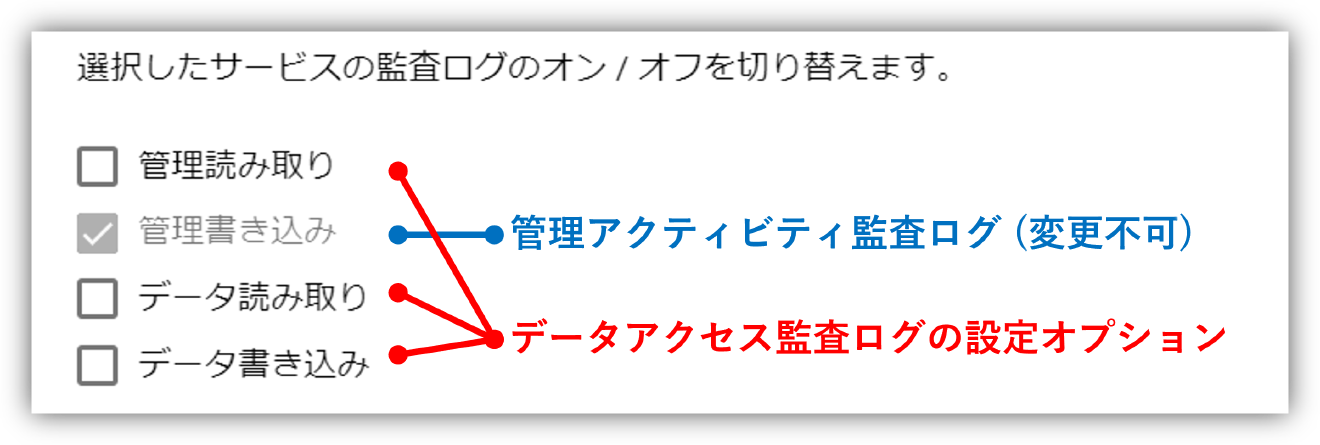 選択したサービスの監査ログのオン / オフを切り替えます。
管理読み取り
管理書き込み
管理アクティビティ監査ログ (変更不可)
データ読み取り
データアクセス監査ログの設定オプション
データ書き込み